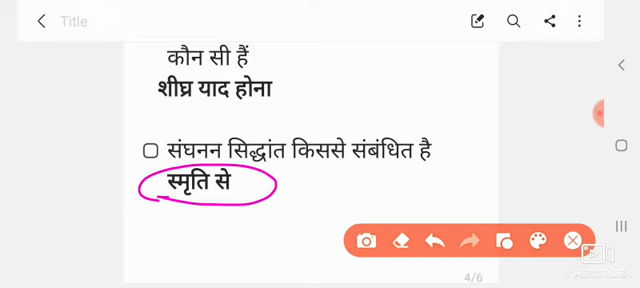 Title
कौन सी हैं
शीघ्र याद होना
संघनन सिद्धांत किससे संबंधित है
स्मृति से
4/6